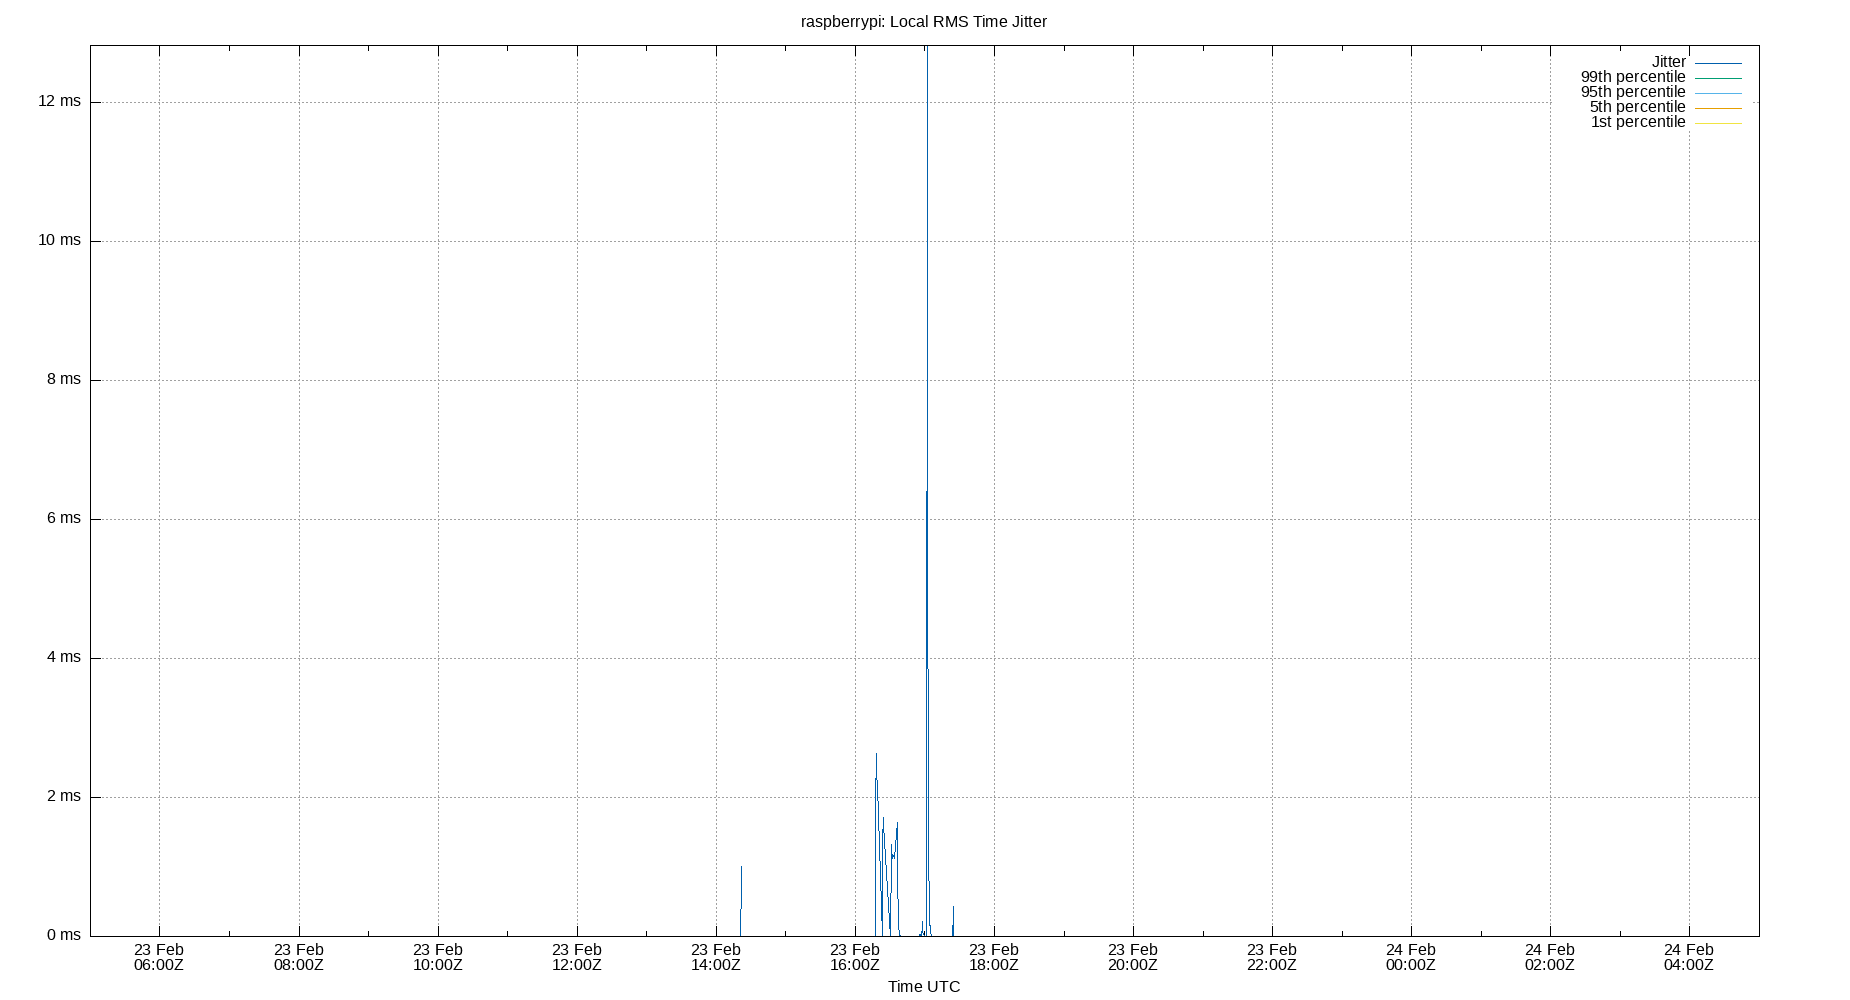 raspberrypi: Local RMS Time Jitter
Jitter
99th percentile
95th percentile
5th percentile
1st percentile
12 ms
10 ms
8 ms
6 ms
4 ms
2 ms
0 ms
23 Feb 23 Feb 23 Feb 23 Feb 23 Feb 23 Feb 23 Feb 23 Feb 23 Feb 24 Feb 24 Feb 24 Feb
06:00Z 08:00Z 10:00Z 12:00Z 14:00Z 16:00Z 18:00Z 20:00Z 22:00Z 00:00Z 02:00Z 04:00Z
Time UTC